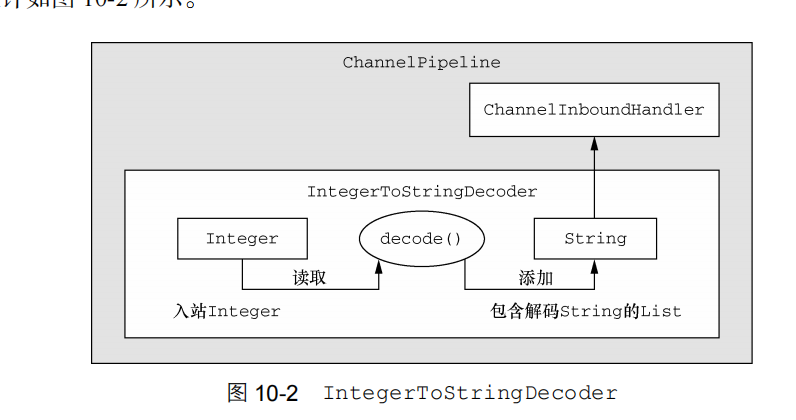 计如图 10-2 所示。
ChannelPipeline
ChannelInboundHandler
IntegerToStringDecoder
Integer
decode()
String
读取
添加
入站Integer
包含解码String的List
图 10-2 IntegerToStringDecoder